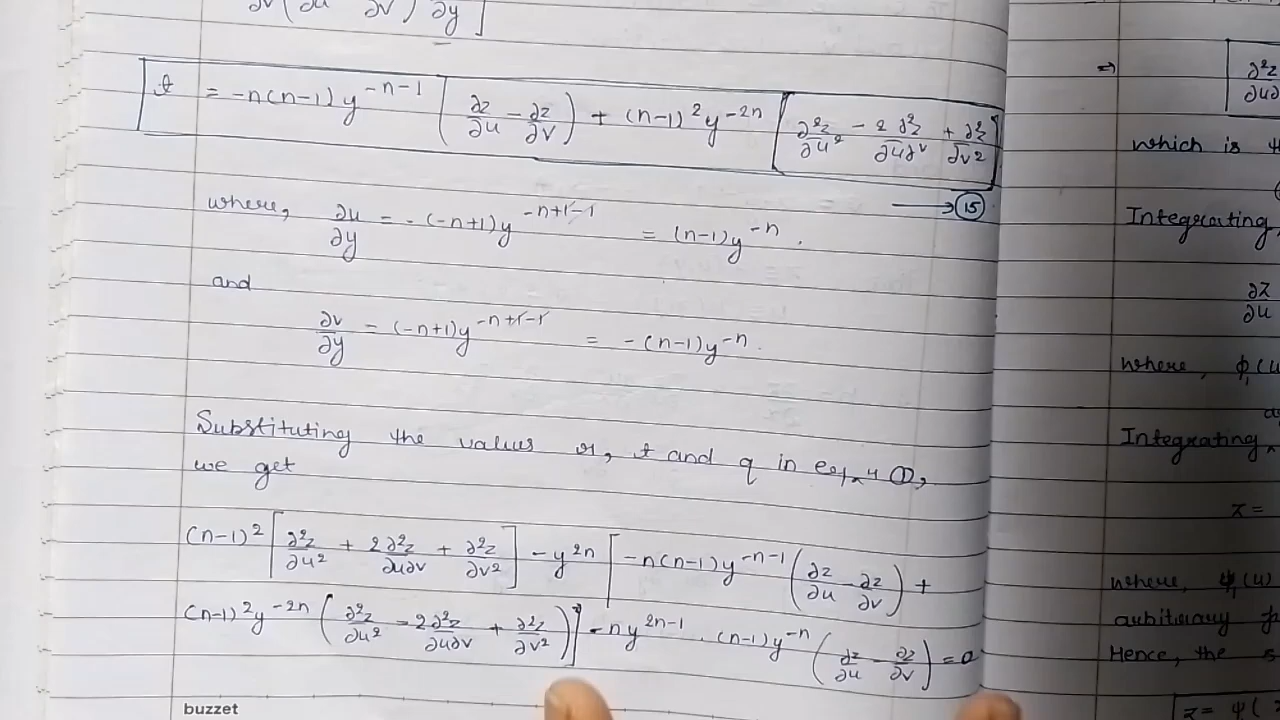 ∂v (∂u ∂v) ∂y ]
t = -n(n-1) y^{-n-1} (∂z/∂u - ∂z/∂v) + (n-1)^2 y^{-2n} [∂²z/∂u² - 2 ∂²z/∂u∂v + ∂²z/∂v²]
→ (15)
where, ∂u/∂y = -(-n+1) y^{-n+1-1} = (n-1) y^{-n}.
and
∂v/∂y = (-n+1) y^{-n+1-1} = -(n-1) y^{-n}.
Substituting the values r, t and q in eqn (1),
we get
(n-1)^2 [∂²z/∂u² + 2∂²z/∂u∂v + ∂²z/∂v²] - y^{2n} [-n(n-1) y^{-n-1} (∂z/∂u - ∂z/∂v) +
(n-1)^2 y^{-2n} (∂²z/∂u² - 2∂²z/∂u∂v + ∂²z/∂v²)] - n y^{2n-1} . (n-1) y^{-n} (∂z/∂u - ∂z/∂v) = 0
buzzet
⇒ ∂²z
which is
Integrating,
∂z/∂u
where, φ₁(u
Integrating,
z =
where, ψ(u)
arbitrary
Hence, the s
z = ψ(